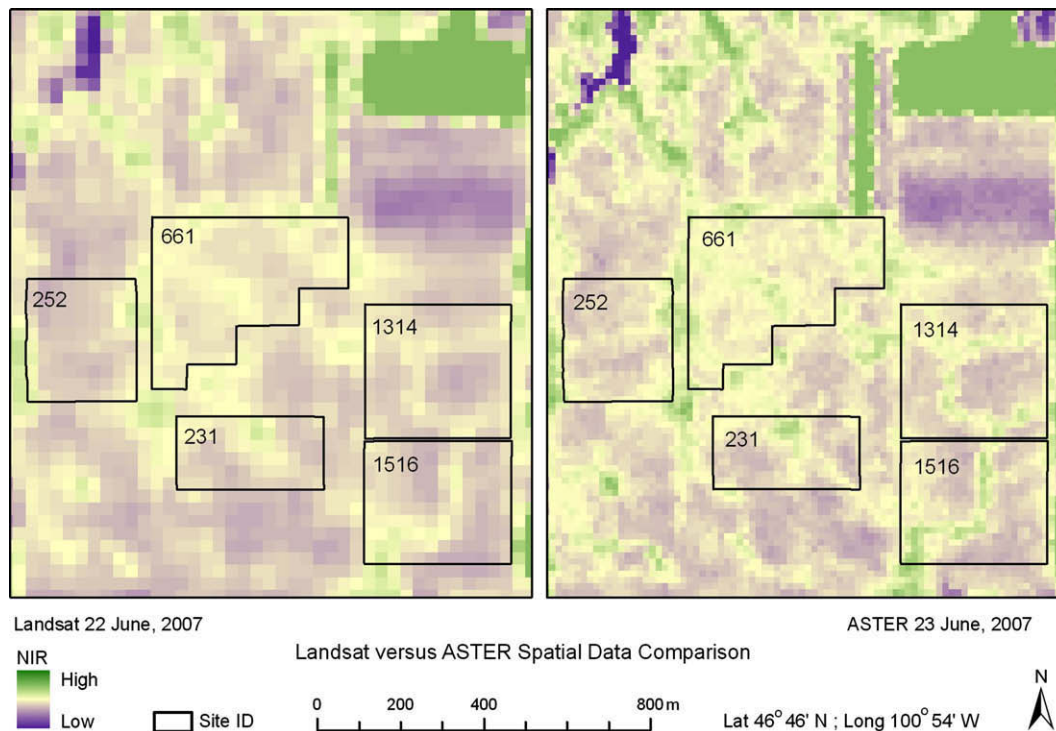 661
252
1314
231
1516
661
252
1314
231
1516
Landsat 22 June, 2007
ASTER 23 June, 2007
NIR
High
Low
Site ID
Landsat versus ASTER Spatial Data Comparison
0 200 400 800 m
Lat 46° 46' N ; Long 100° 54' W
N